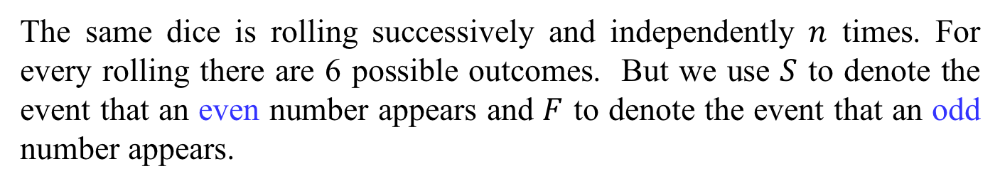 The same dice is rolling successively and independently n times. For
every rolling there are 6 possible outcomes. But we use S to denote the
event that an even number appears and F to denote the event that an odd
number appears.